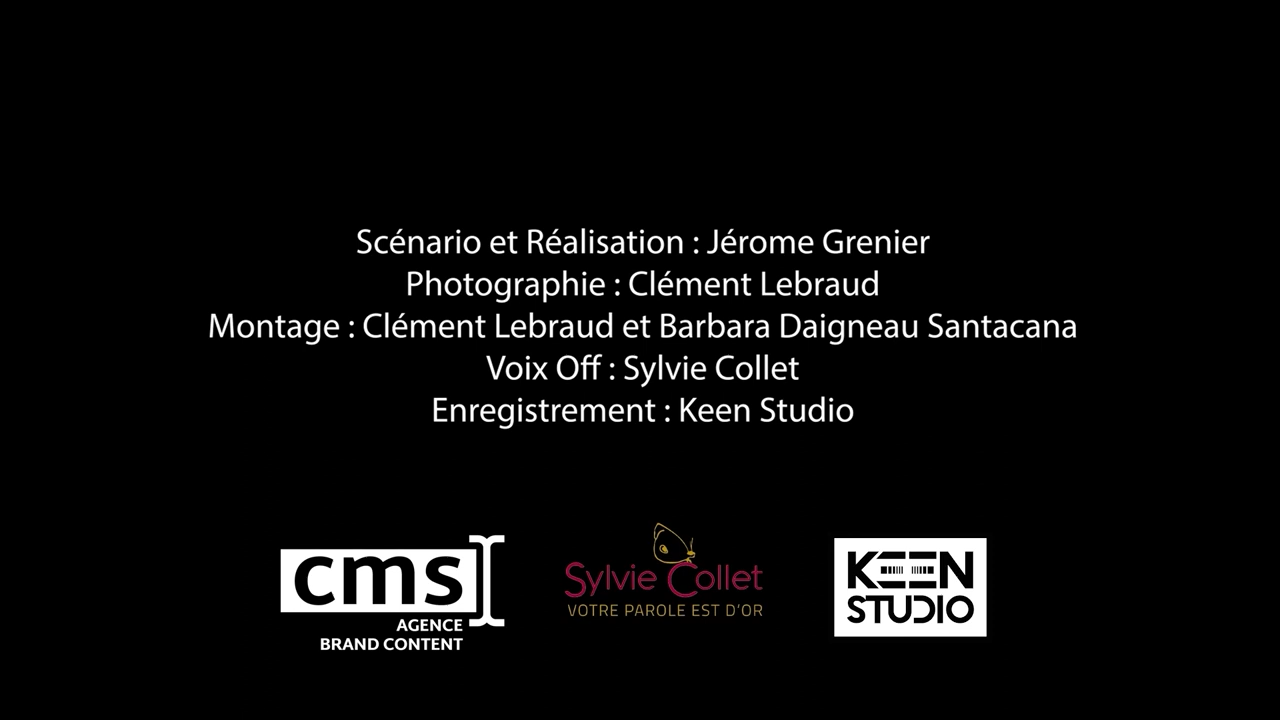 Scénario et Réalisation : Jérome Grenier
Photographie : Clément Lebraud
Montage : Clément Lebraud et Barbara Daigneau Santacana
Voix Off : Sylvie Collet
Enregistrement : Keen Studio
cms
AGENCE
BRAND CONTENT
Sylvie Collet
VOTRE PAROLE EST D'OR
KEEN
STUDIO